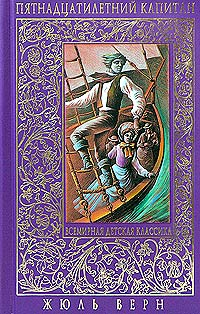 ПЯТНАДЦАТИЛЕТНИЙ КАПИТАН
ВСЕМИРНАЯ ДЕТСКАЯ КЛАССИКА
ЖЮЛЬ ВЕРН